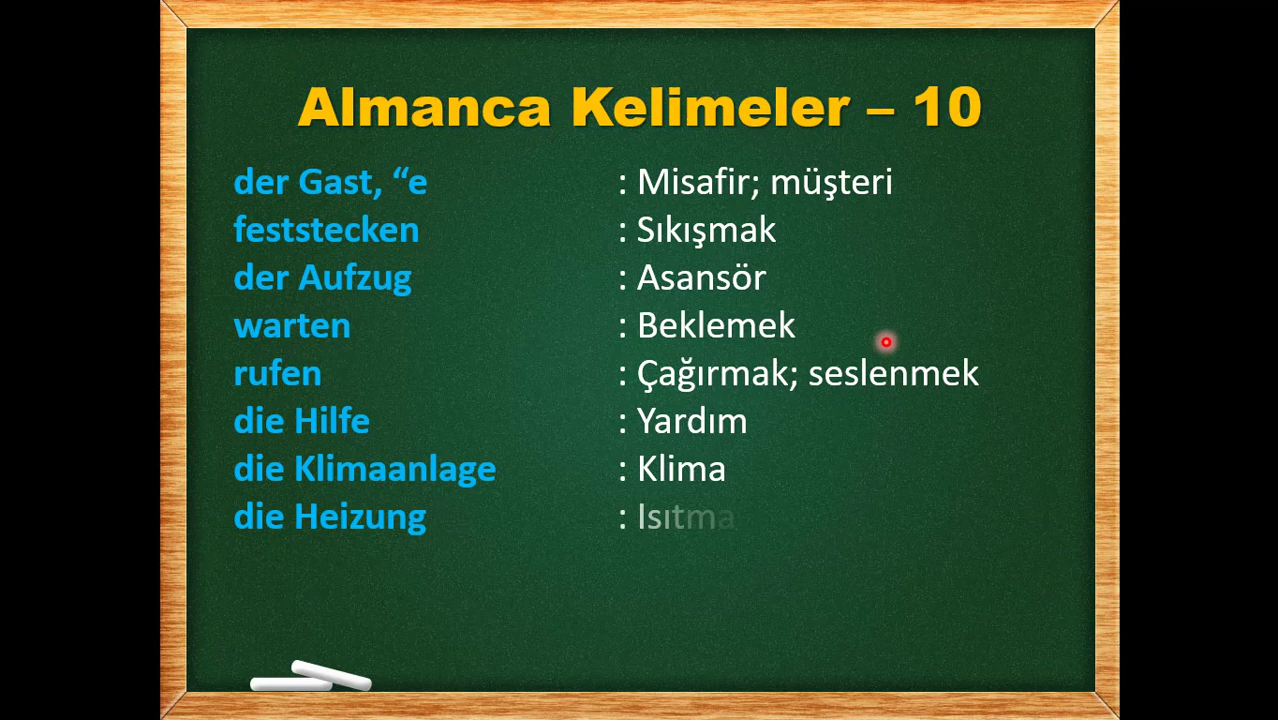 Almanca Kelimeler – 10
der Gast, “e : Misafir; müşteri
feststecken : Sıkışmak
der Aufzug : Asansör
warten : Beklemek
rufen : Çağırmak; seslenmek
die Hilfe : Yardım
die Klimaanlage : Klima
die Heizung : Isıtma